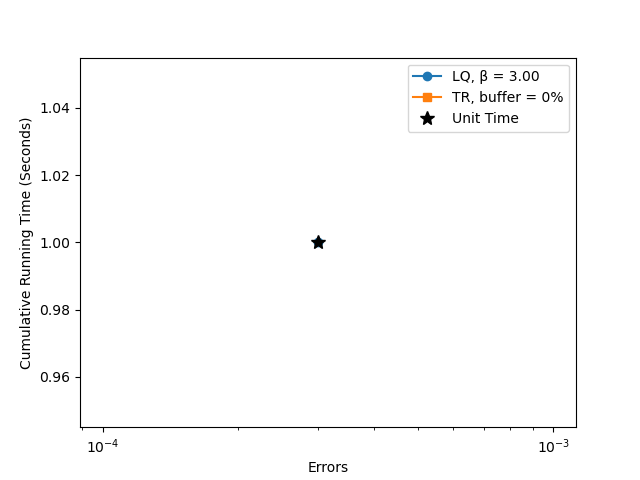 LQ, β = 3.00
TR, buffer = 0%
Unit Time
1.04
1.02
1.00
0.98
0.96
Cumulative Running Time (Seconds)
10⁻⁴
10⁻³
Errors